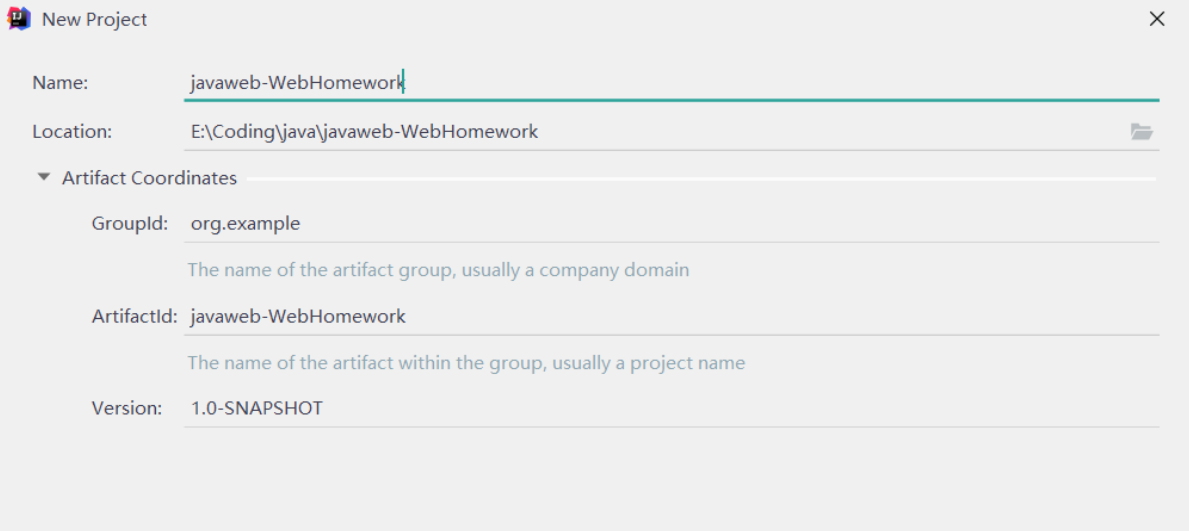 New Project
Name: javaweb-WebHomework
Location: E:\Coding\java\javaweb-WebHomework
Artifact Coordinates
GroupId: org.example
The name of the artifact group, usually a company domain
ArtifactId: javaweb-WebHomework
The name of the artifact within the group, usually a project name
Version: 1.0-SNAPSHOT